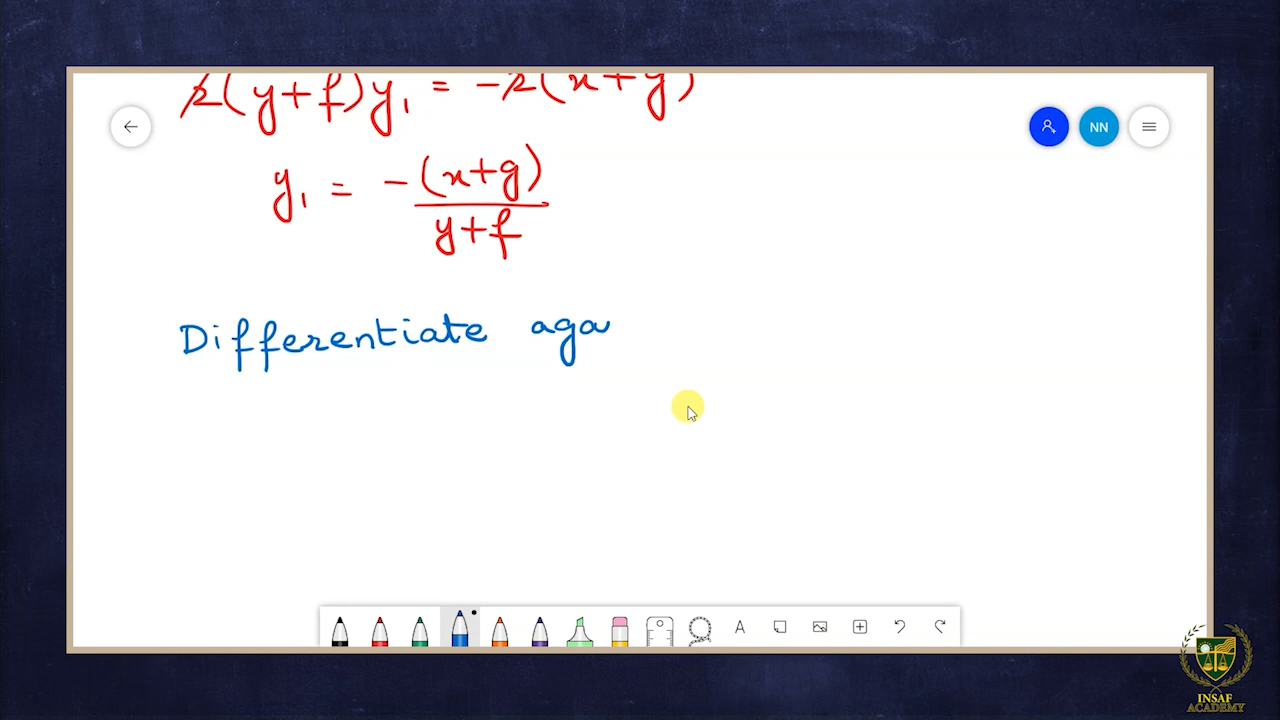 2(y+f)y₁ = -2(x+g)
NN
y₁ = -(x+g)
y+f
Differentiate aga
A
INSAF
ACADEMY